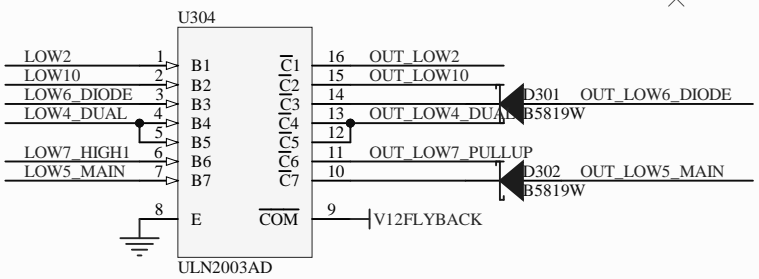 U304
LOW2 1 B1 C1 16 OUT_LOW2
LOW10 2 B2 C2 15 OUT_LOW10
LOW6_DIODE 3 B3 C3 14 D301 OUT_LOW6_DIODE
LOW4_DUAL 4 B4 C4 13 OUT_LOW4_DUAL B5819W
5 B5 C5 12
LOW7_HIGH1 6 B6 C6 11 OUT_LOW7_PULLUP
LOW5_MAIN 7 B7 C7 10 D302 OUT_LOW5_MAIN
B5819W
8 E COM 9 V12FLYBACK
ULN2003AD